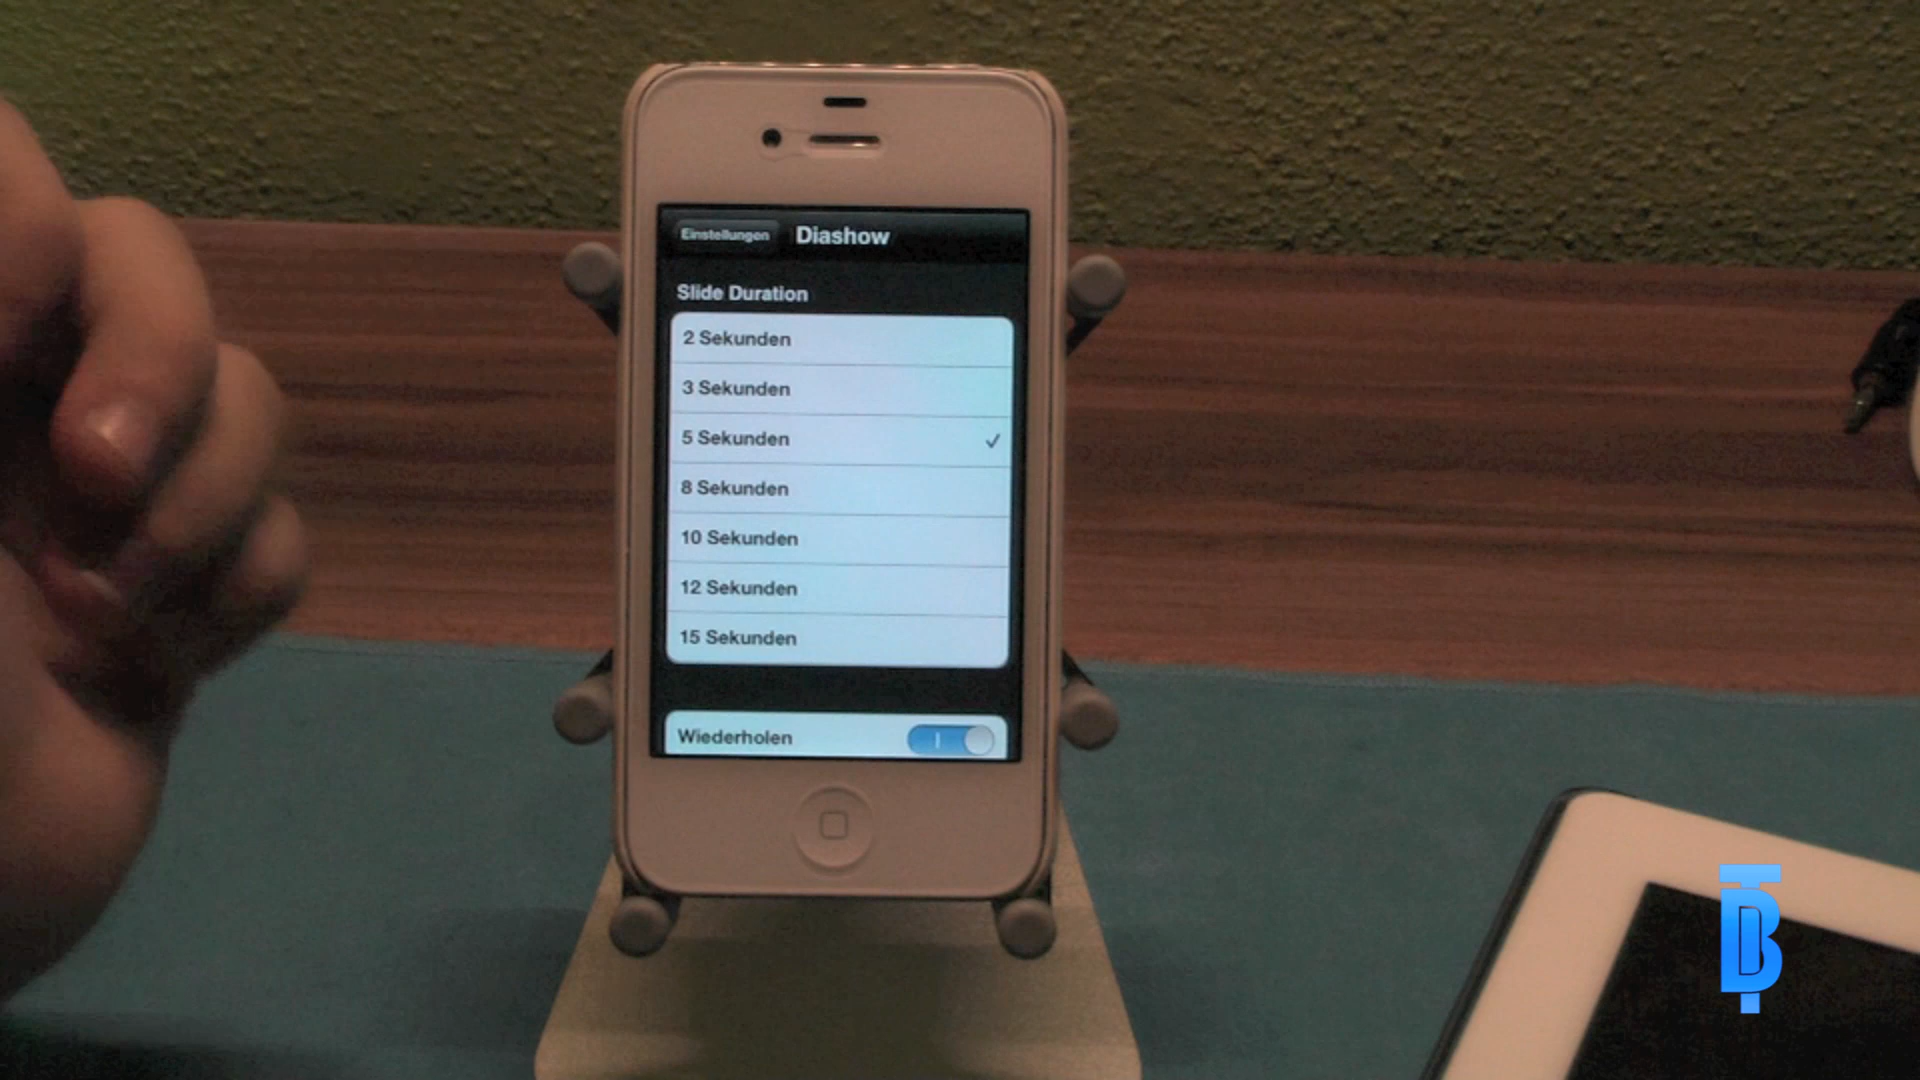 Einstellungen Diashow
Slide Duration
2 Sekunden
3 Sekunden
5 Sekunden
8 Sekunden
10 Sekunden
12 Sekunden
15 Sekunden
Wiederholen